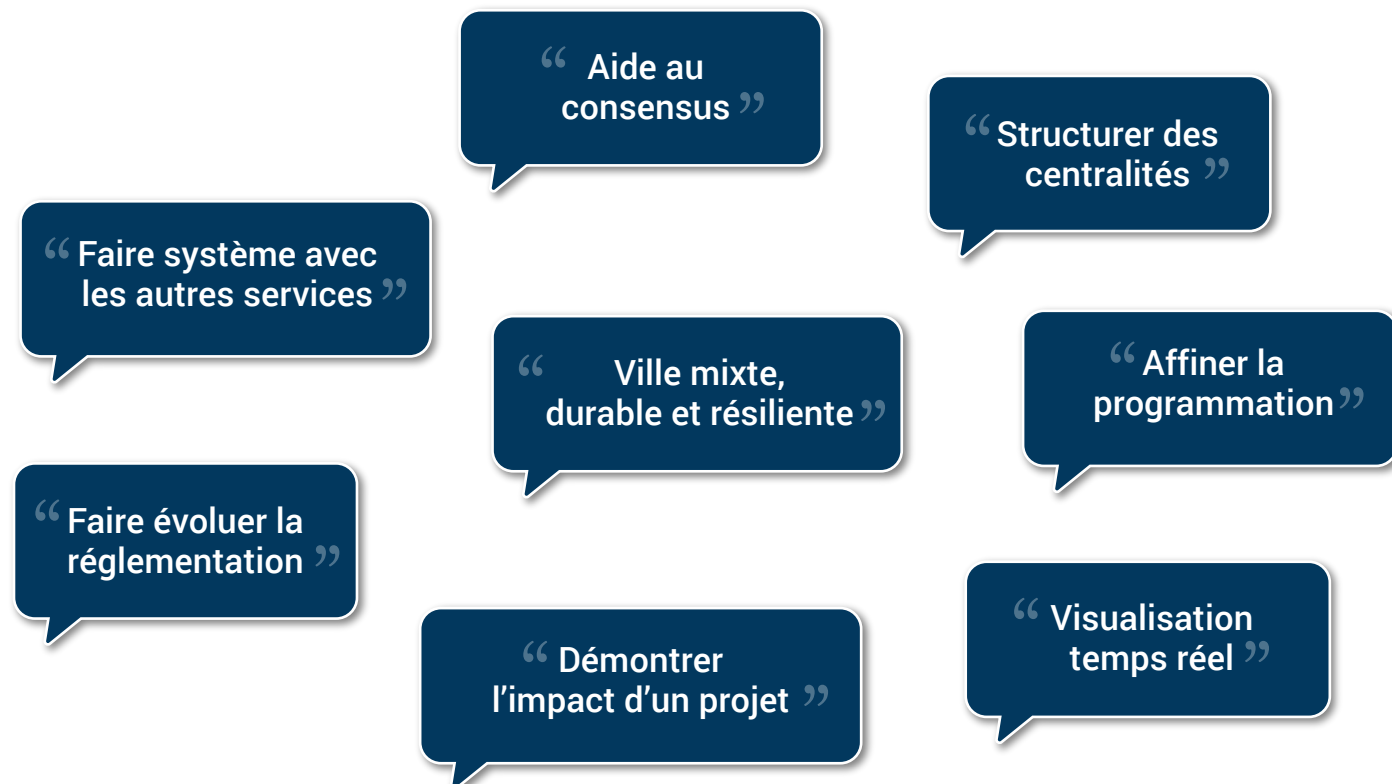 “ Aide au
consensus ”
“ Structurer des
centralités ”
“ Faire système avec
les autres services ”
“ Ville mixte,
durable et résiliente ”
“ Affiner la
programmation ”
“ Faire évoluer la
réglementation ”
“ Visualisation
temps réel ”
“ Démontrer
l’impact d’un projet ”